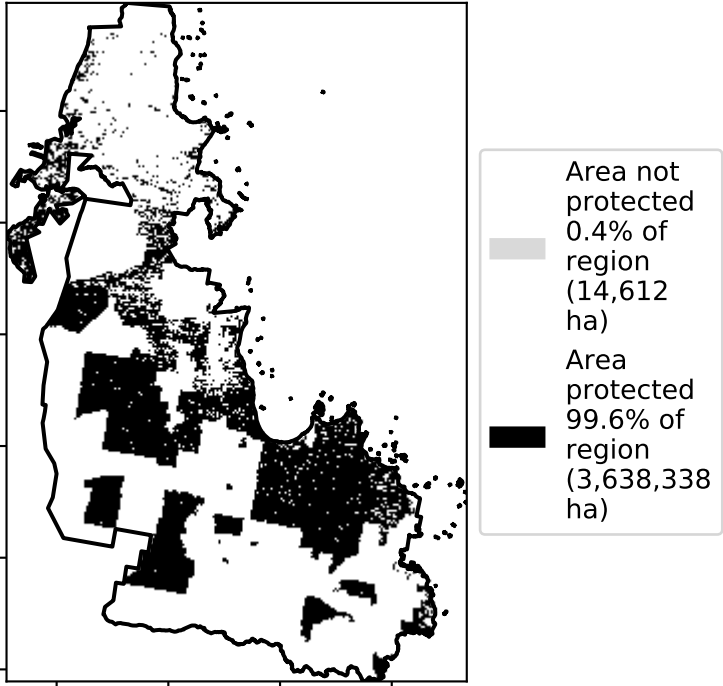 Area not
protected
0.4% of
region
(14,612
ha)
Area
protected
99.6% of
region
(3,638,338
ha)